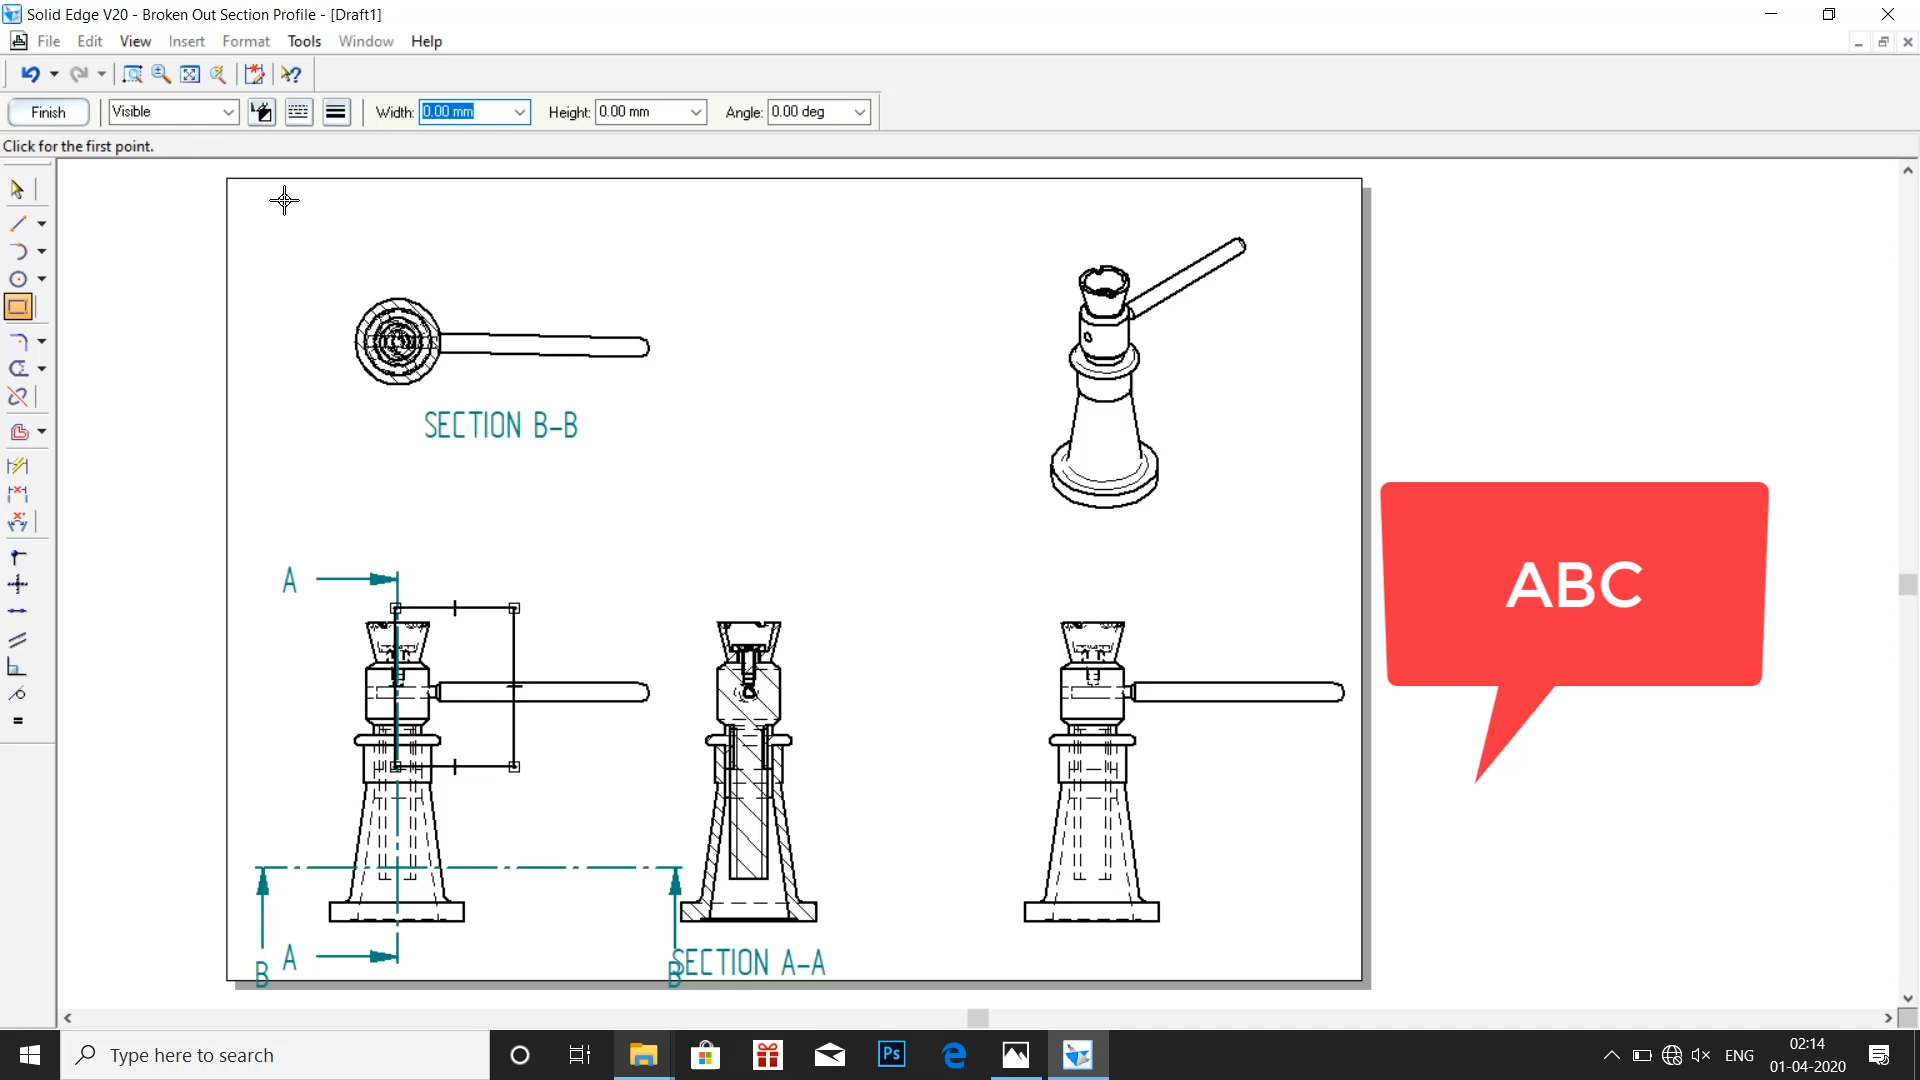 Solid Edge V20 - Broken Out Section Profile - [Draft1]
File Edit View Insert Format Tools Window Help
Finish Visible Width: 0.00 mm Height: 0.00 mm Angle: 0.00 deg
Click for the first point.
SECTION B-B
A
ABC
A
B
B
SECTION A-A
Type here to search
Ps
ENG
02:14
01-04-2020